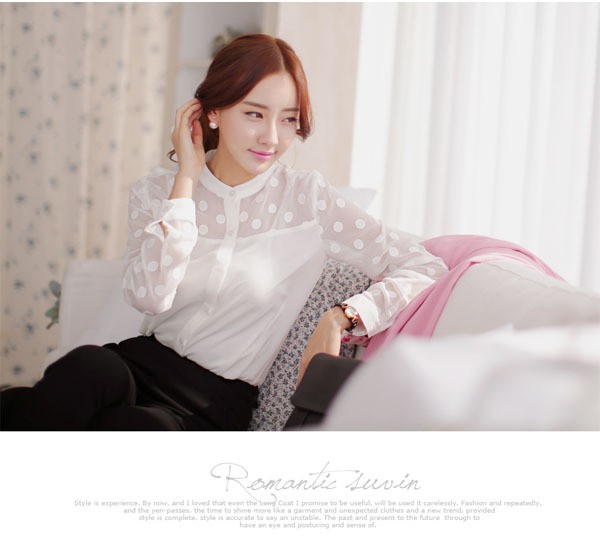 Romantic suvin
Style is experience. By now, and I loved that even the Long Coat I promise to be useful, will be used it carelessly. Fashion and repeatedly,
and the yen-passes. the time to shine more like a garment and unexpected clothes and a new trend, provided
style is complete. style is accurate to say an unstable. The past and present to the future through to
have an eye and posturing and sense of.